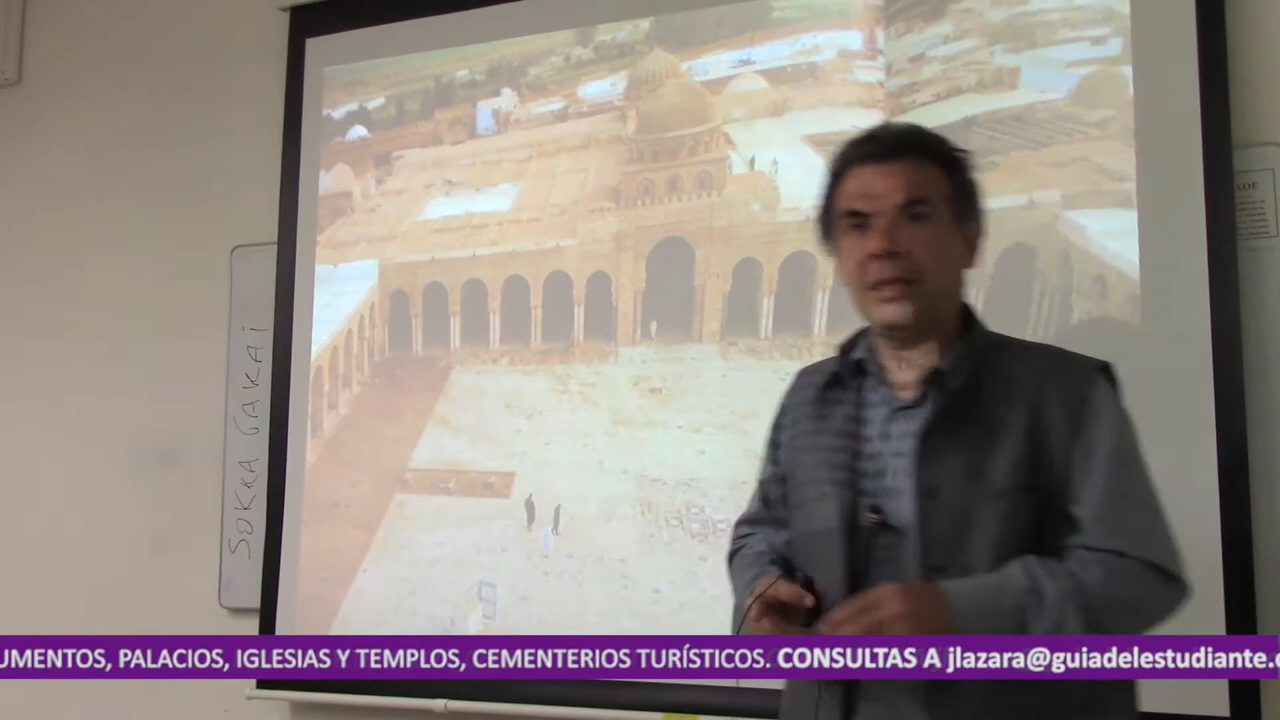 SOKKA GAKAI
ADE
UMENTOS, PALACIOS, IGLESIAS Y TEMPLOS, CEMENTERIOS TURÍSTICOS. CONSULTAS A jlazara@guiadelestudiante.c